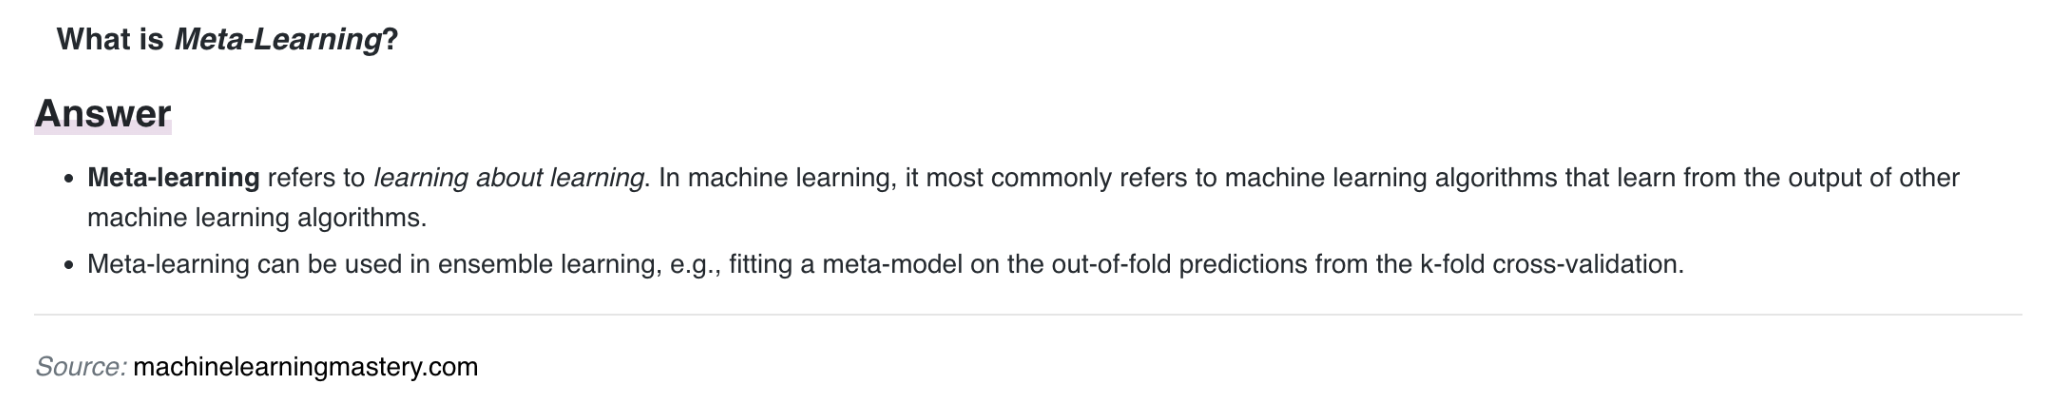 What is Meta-Learning?
Answer
• Meta-learning refers to learning about learning. In machine learning, it most commonly refers to machine learning algorithms that learn from the output of other
machine learning algorithms.
• Meta-learning can be used in ensemble learning, e.g., fitting a meta-model on the out-of-fold predictions from the k-fold cross-validation.
Source: machinelearningmastery.com